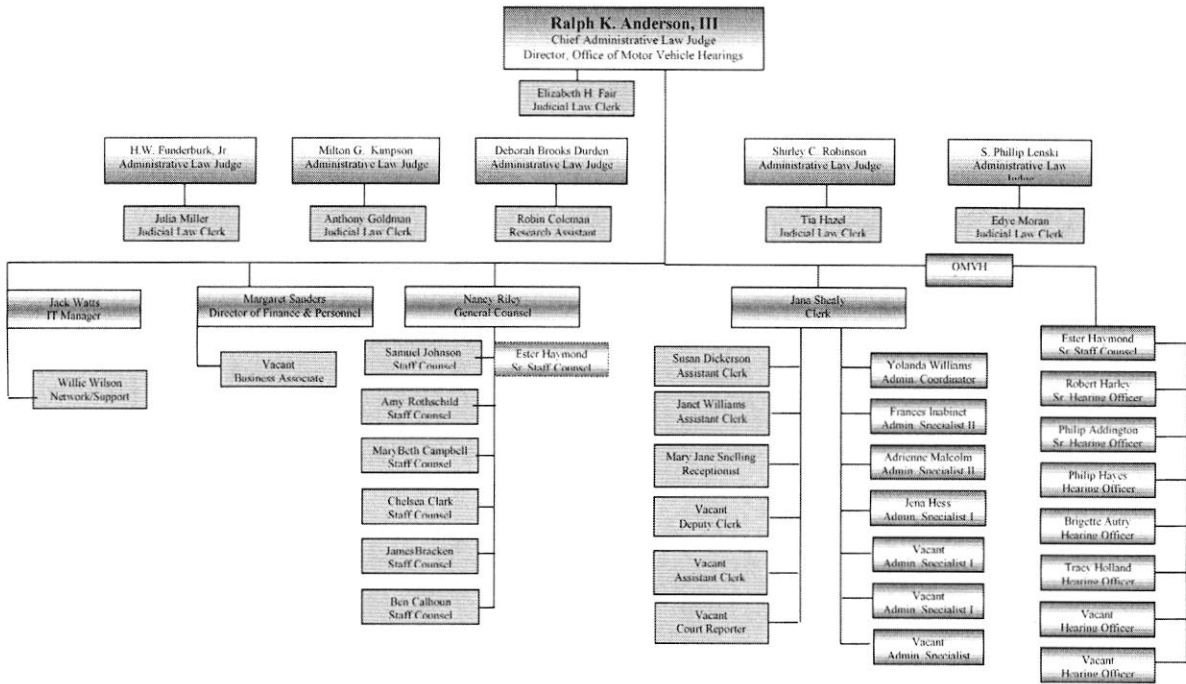 Ralph K. Anderson, III
Chief Administrative Law Judge
Director, Office of Motor Vehicle Hearings
Elizabeth H. Fair
Judicial Law Clerk
H.W. Funderburk, Jr
Administrative Law Judge
Milton G. Kimpson
Administrative Law Judge
Deborah Brooks Durden
Administrative Law Judge
Shirley C. Robinson
Administrative Law Judge
S. Phillip Lenski
Administrative Law
Judge
Julia Miller
Judicial Law Clerk
Anthony Goldman
Judicial Law Clerk
Robin Coleman
Research Assistant
Tia Hazel
Judicial Law Clerk
Edye Moran
Judicial Law Clerk
OMVH
Jack Watts
IT Manager
Margaret Sanders
Director of Finance & Personnel
Nancy Riley
General Counsel
Jana Shealy
Clerk
Willie Wilson
Network/Support
Vacant
Business Associate
Samuel Johnson
Staff Counsel
Ester Haymond
Sr. Staff Counsel
Amy Rothschild
Staff Counsel
MaryBeth Campbell
Staff Counsel
Chelsea Clark
Staff Counsel
JamesBracken
Staff Counsel
Ben Calhoun
Staff Counsel
Susan Dickerson
Assistant Clerk
Janet Williams
Assistant Clerk
Mary Jane Snelling
Receptionist
Vacant
Deputy Clerk
Vacant
Assistant Clerk
Vacant
Court Reporter
Yolanda Williams
Admin. Coordinator
Frances Inabinet
Admin. Specialist II
Adrienne Malcolm
Admin. Specialist II
Jena Hess
Admin. Specialist I
Vacant
Admin. Specialist I
Vacant
Admin. Specialist I
Vacant
Admin. Specialist
Ester Haymond
Sr. Staff Counsel
Robert Harley
Sr. Hearing Officer
Philip Addington
Sr. Hearing Officer
Philip Hayes
Hearing Officer
Brigette Autry
Hearing Officer
Tracy Holland
Hearing Officer
Vacant
Hearing Officer
Vacant
Hearing Officer